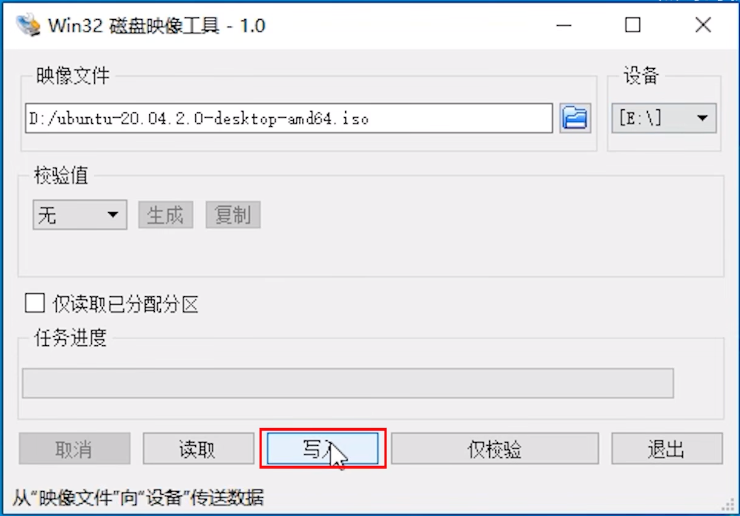 Win32 磁盘映像工具 - 1.0
映像文件
设备
D:/ubuntu-20.04.2.0-desktop-amd64.iso
[E:\]
校验值
无
生成
复制
仅读取已分配分区
任务进度
取消
读取
写入
仅校验
退出
从“映像文件”向“设备”传送数据